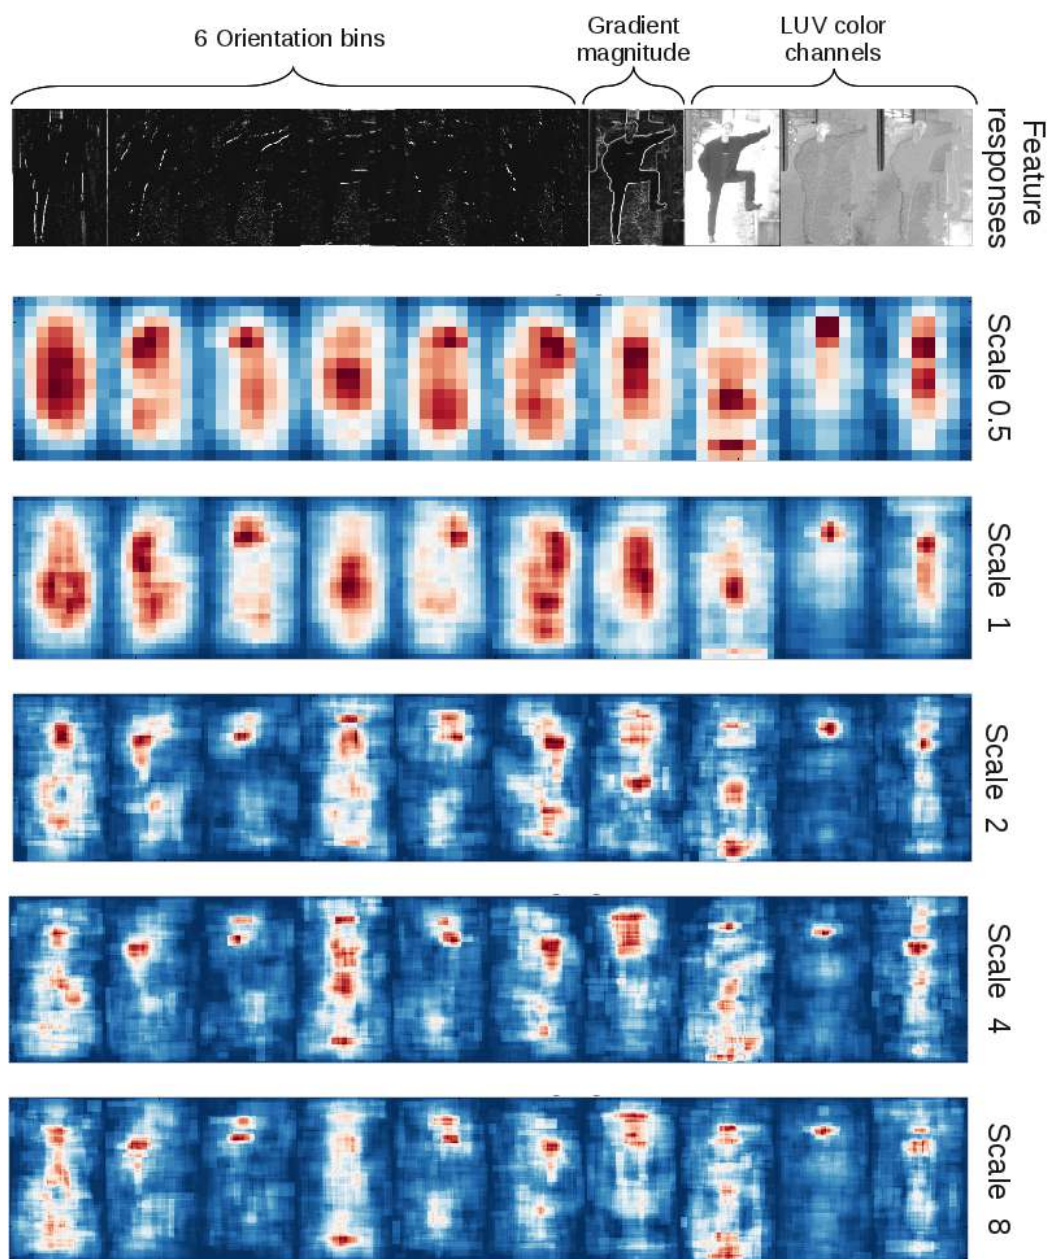 6 Orientation bins
Gradient
magnitude
LUV color
channels
Feature
responses
Scale 0.5
Scale 1
Scale 2
Scale 4
Scale 8